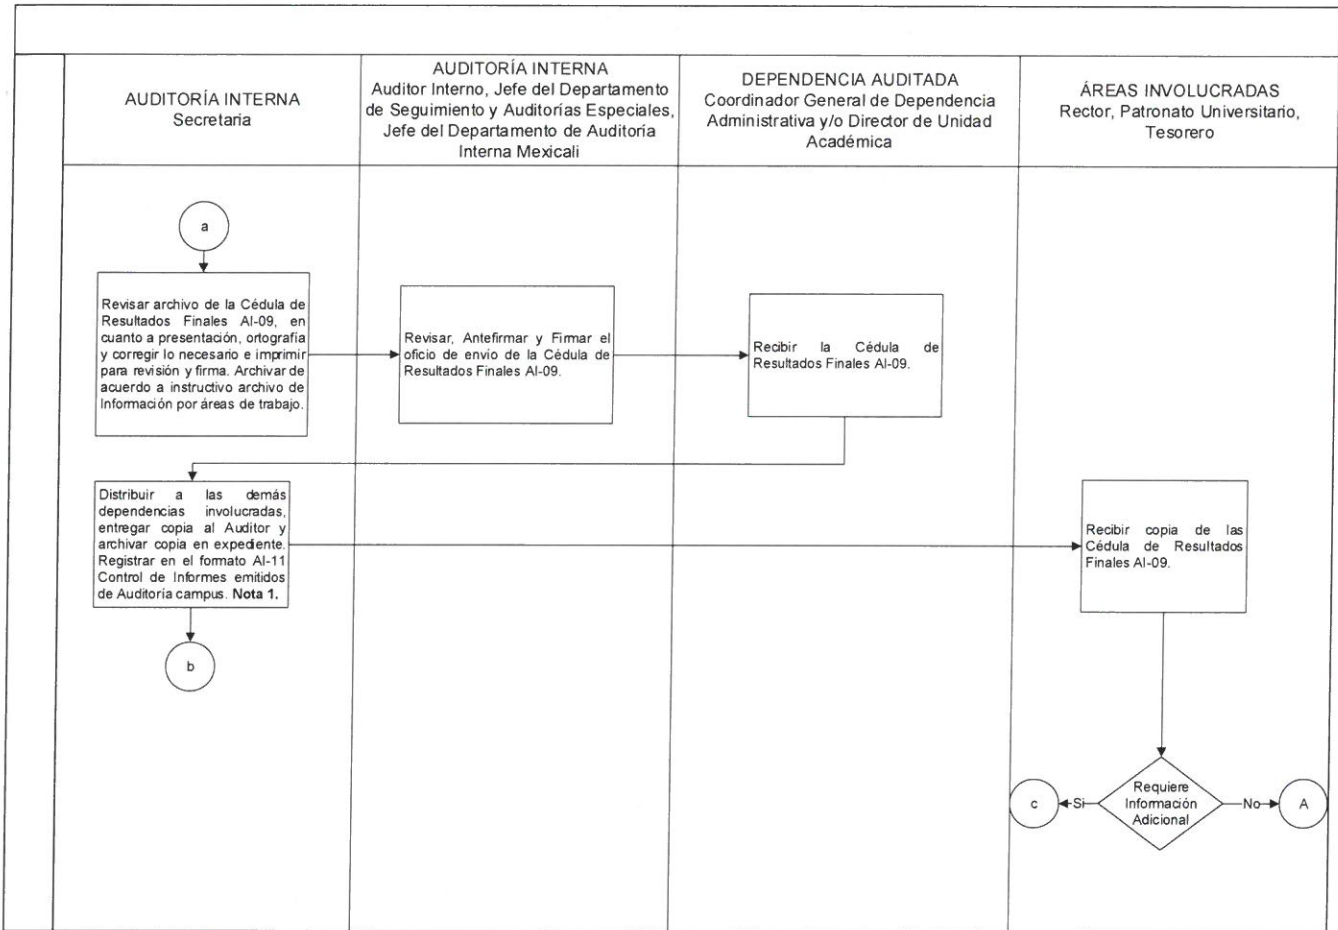 AUDITORÍA INTERNA
Secretaria
AUDITORÍA INTERNA
Auditor Interno, Jefe del Departamento
de Seguimiento y Auditorías Especiales,
Jefe del Departamento de Auditoría
Interna Mexicali
DEPENDENCIA AUDITADA
Coordinador General de Dependencia
Administrativa y/o Director de Unidad
Académica
ÁREAS INVOLUCRADAS
Rector, Patronato Universitario,
Tesorero
a
Revisar archivo de la Cédula de
Resultados Finales AI-09, en
cuanto a presentación, ortografía
y corregir lo necesario e imprimir
para revisión y firma. Archivar de
acuerdo a instructivo archivo de
Información por áreas de trabajo.
Revisar, Antefirmar y Firmar el
oficio de envio de la Cédula de
Resultados Finales AI-09.
Recibir la Cédula de
Resultados Finales AI-09.
Distribuir a las demás
dependencias involucradas,
entregar copia al Auditor y
archivar copia en expediente.
Registrar en el formato AI-11
Control de Informes emitidos
de Auditoría campus. Nota 1.
Recibir copia de las
Cédula de Resultados
Finales AI-09.
b
Requiere
Información
Adicional
c
Si
No
A